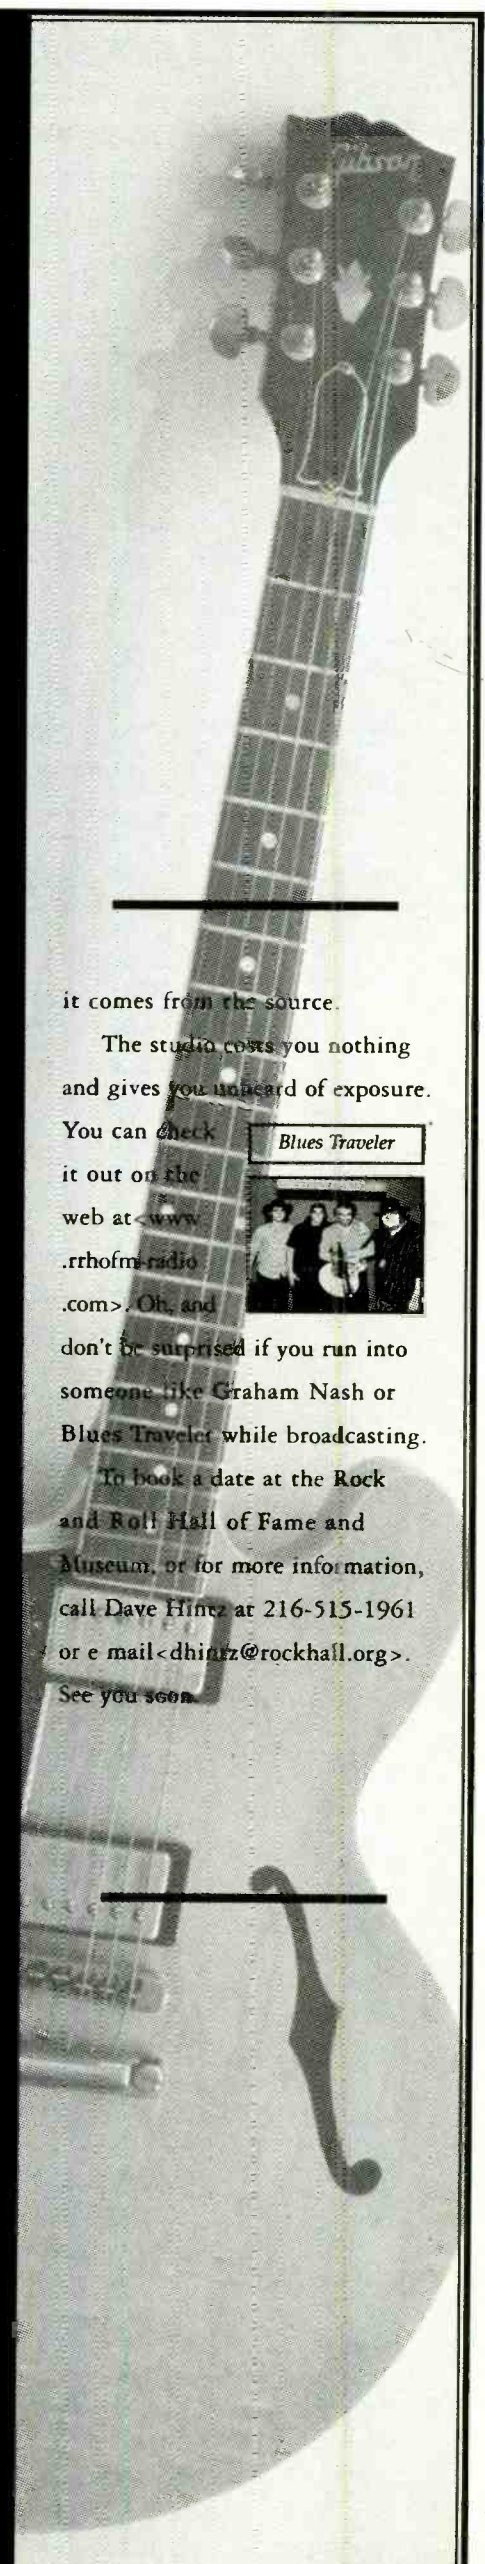 Gibson
it comes from the source.
The studio costs you nothing
and gives you unheard of exposure.
You can check
it out on the
web at<www
.rrhofm-radio
.com>. Oh, and
Blues Traveler
don't be surprised if you run into
someone like Graham Nash or
Blues Traveler while broadcasting.
To book a date at the Rock
and Roll Hall of Fame and
Museum, or for more information,
call Dave Hintz at 216-515-1961
or e mail<dhintz@rockhall.org>.
See you soon.